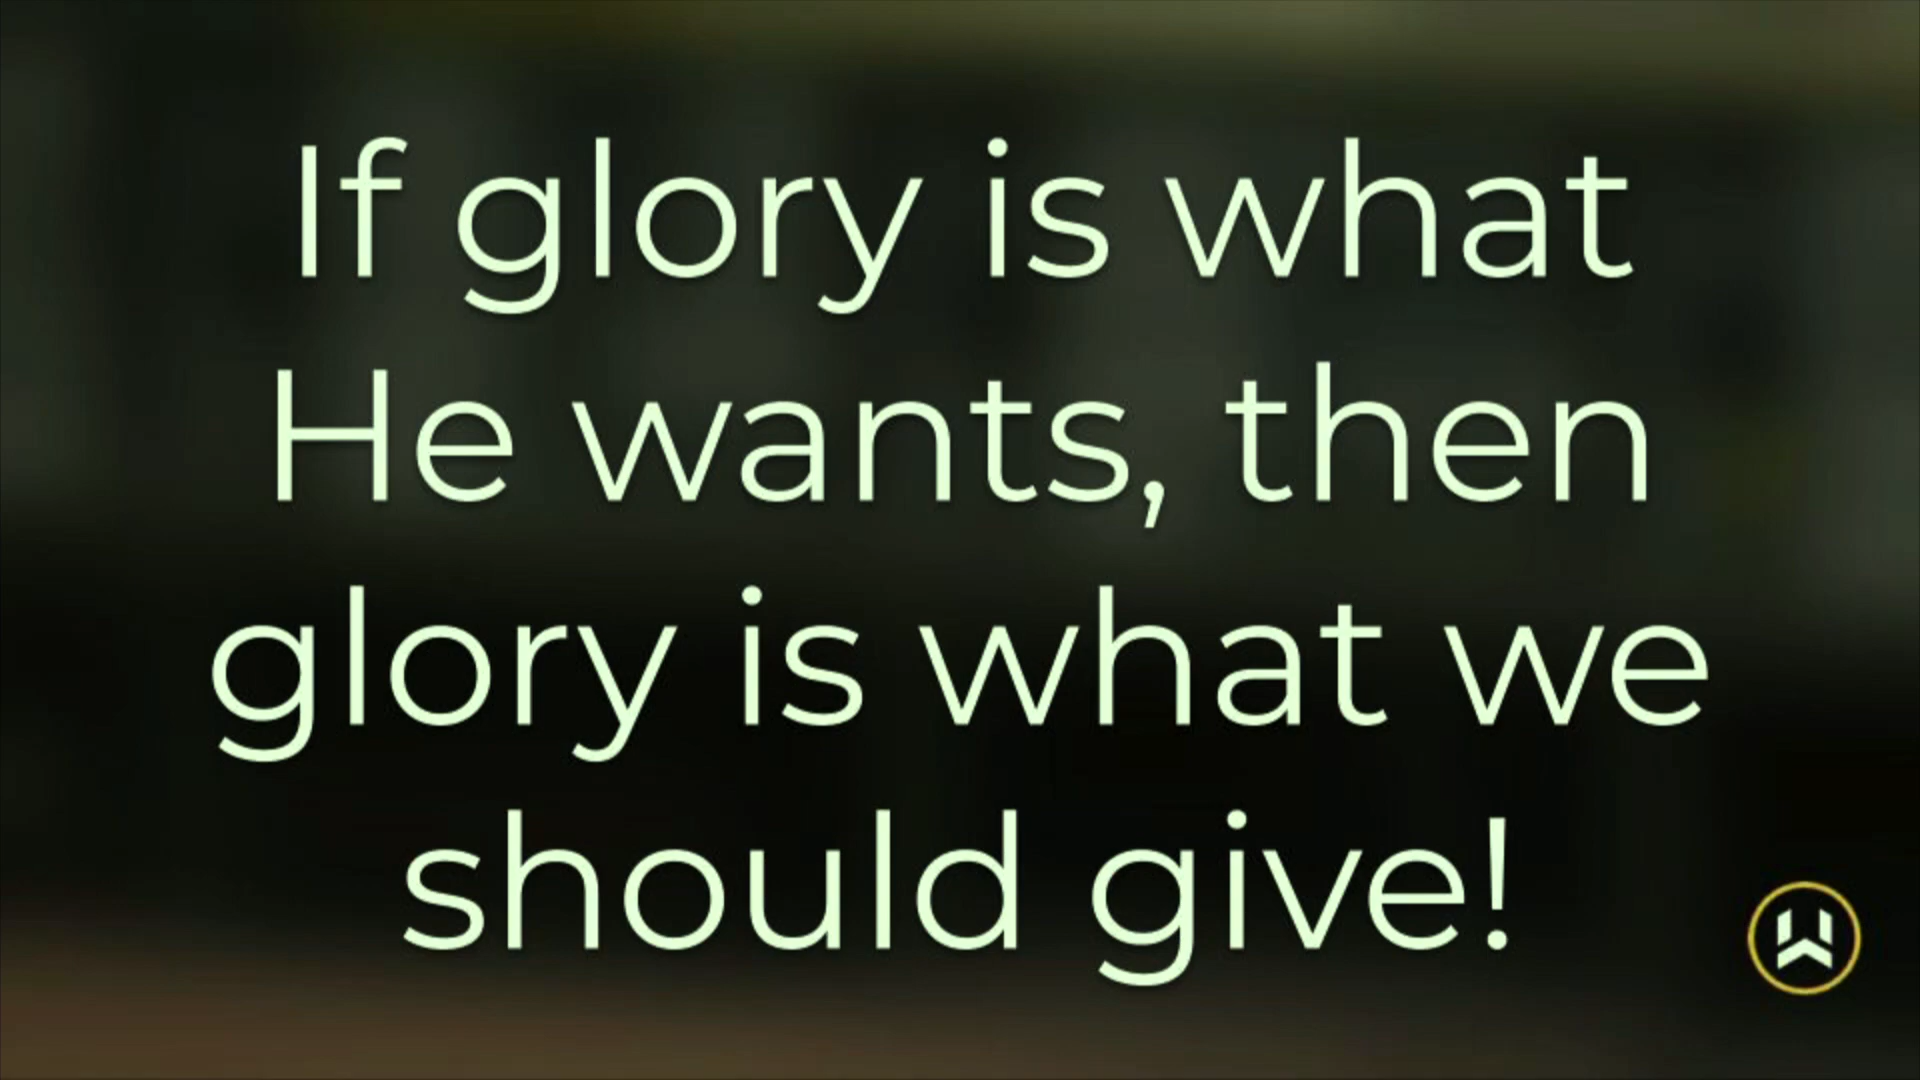 If glory is what
He wants, then
glory is what we
should give!